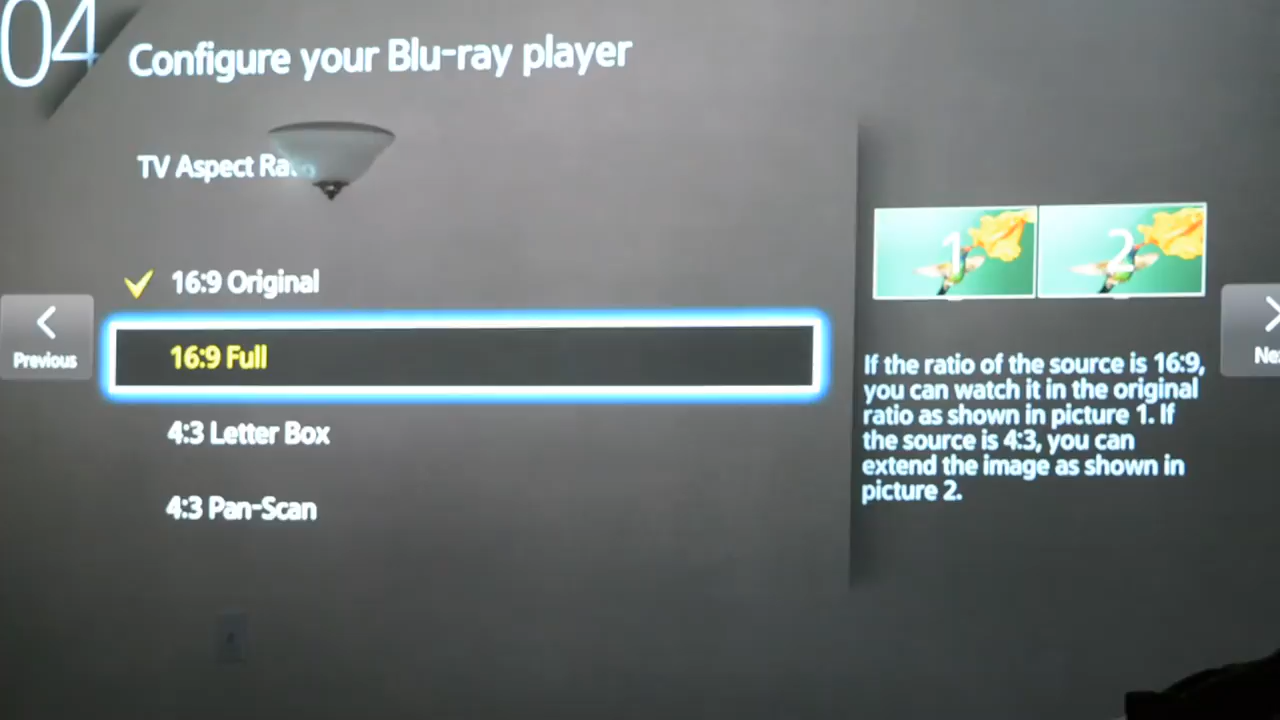 04
Configure your Blu-ray player
TV Aspect
16:9 Original
16:9 Full
4:3 Letter Box
4:3 Pan-Scan
Previous
1
2
If the ratio of the source is 16:9,
you can watch it in the original
ratio as shown in picture 1. If
the source is 4:3, you can
extend the image as shown in
picture 2.